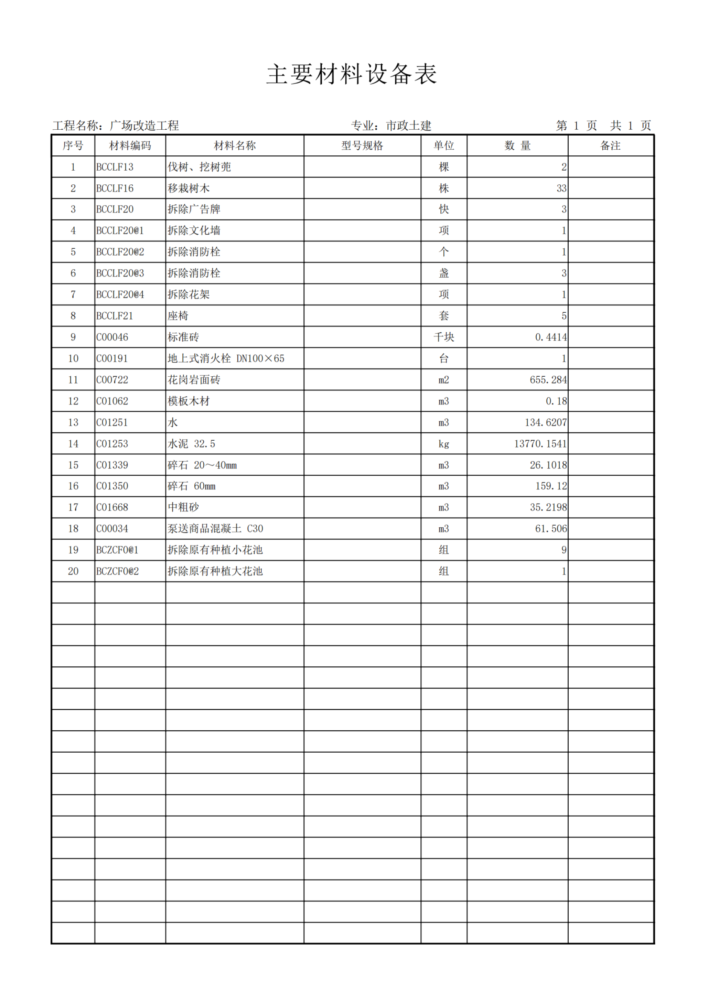 主要材料设备表
工程名称：广场改造工程 专业：市政土建 第 1 页 共 1 页
序号 材料编码 材料名称 型号规格 单位 数 量 备注
1 BCCLF13 伐树、挖树蔸 棵 2
2 BCCLF16 移栽树木 株 33
3 BCCLF20 拆除广告牌 快 3
4 BCCLF20@1 拆除文化墙 项 1
5 BCCLF20@2 拆除消防栓 个 1
6 BCCLF20@3 拆除消防栓 盏 3
7 BCCLF20@4 拆除花架 项 1
8 BCCLF21 座椅 套 5
9 C00046 标准砖 千块 0.4414
10 C00191 地上式消火栓 DN100×65 台 1
11 C00722 花岗岩面砖 m2 655.284
12 C01062 模板木材 m3 0.18
13 C01251 水 m3 134.6207
14 C01253 水泥 32.5 kg 13770.1541
15 C01339 碎石 20～40mm m3 26.1018
16 C01350 碎石 60mm m3 159.12
17 C01668 中粗砂 m3 35.2198
18 C00034 泵送商品混凝土 C30 m3 61.506
19 BCZCF0@1 拆除原有种植小花池 组 9
20 BCZCF0@2 拆除原有种植大花池 组 1